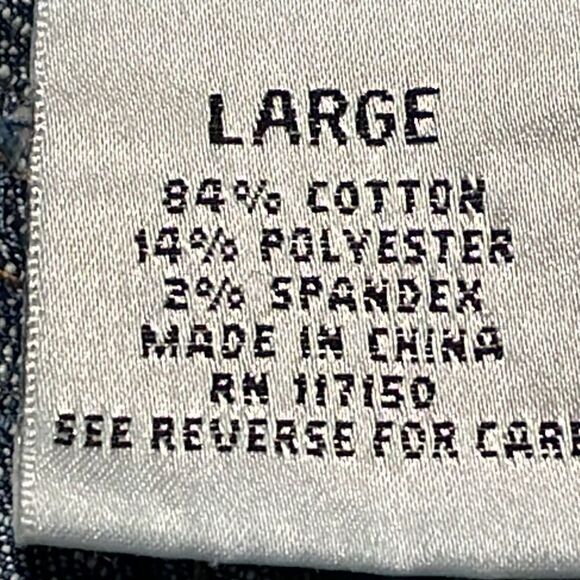 LARGE
84% COTTON
14% POLYESTER
2% SPANDEX
MADE IN CHINA
RN 117150
SEE REVERSE FOR CARE